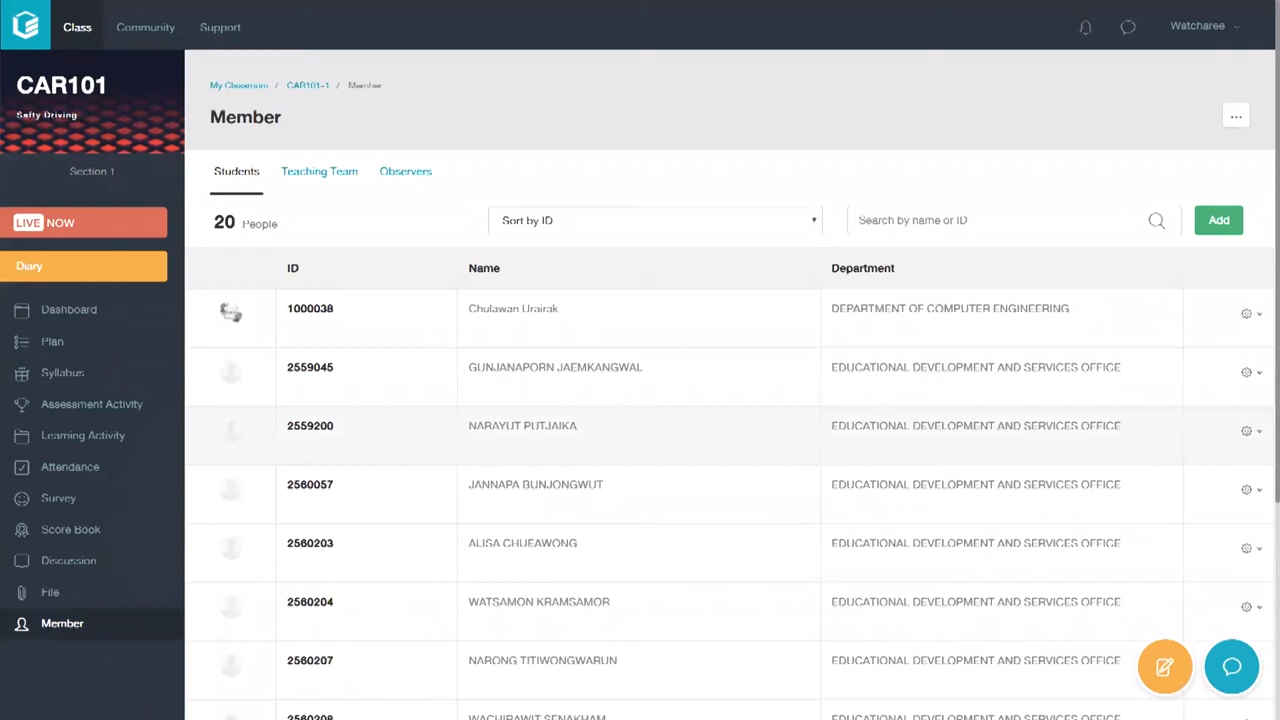 Class Community Support Watcharee
CAR101
Safty Driving
Section 1
LIVE NOW
Diary
Dashboard
Plan
Syllabus
Assessment Activity
Learning Activity
Attendance
Survey
Score Book
Discussion
File
Member
My Classroom / CAR101-1 / Member
Member
...
Students Teaching Team Observers
20 People Sort by ID Search by name or ID Add
ID Name Department
1000038 Chulawan Urairak DEPARTMENT OF COMPUTER ENGINEERING
2559045 GUNJANAPORN JAEMKANGWAL EDUCATIONAL DEVELOPMENT AND SERVICES OFFICE
2559200 NARAYUT PUTJAIKA EDUCATIONAL DEVELOPMENT AND SERVICES OFFICE
2560057 JANNAPA BUNJONGWUT EDUCATIONAL DEVELOPMENT AND SERVICES OFFICE
2560203 ALISA CHUEAWONG EDUCATIONAL DEVELOPMENT AND SERVICES OFFICE
2560204 WATSAMON KRAMSAMOR EDUCATIONAL DEVELOPMENT AND SERVICES OFFICE
2560207 NARONG TITIWONGWARUN EDUCATIONAL DEVELOPMENT AND SERVICES OFFICE
2560208 WACHIRAWIT SENAKHAM